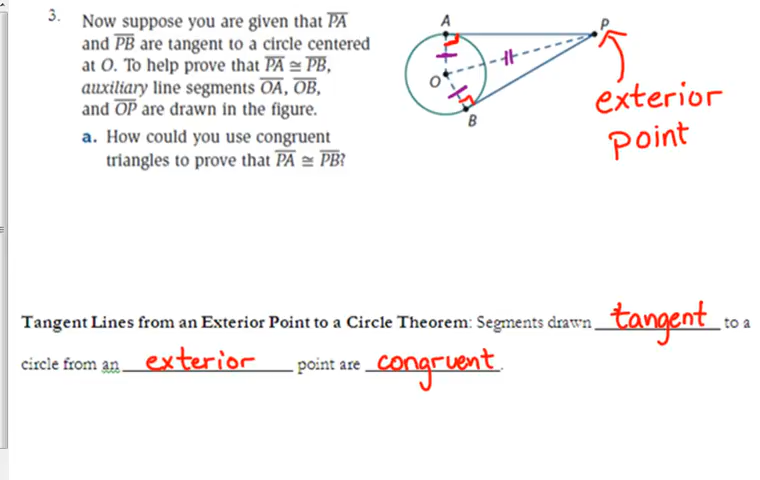 3. Now suppose you are given that PA
and PB are tangent to a circle centered
at O. To help prove that PA ≅ PB,
auxiliary line segments OA, OB,
and OP are drawn in the figure.
a. How could you use congruent
triangles to prove that PA ≅ PB?
A
P
O
B
exterior
point
Tangent Lines from an Exterior Point to a Circle Theorem: Segments drawn tangent to a
circle from an exterior point are congruent.